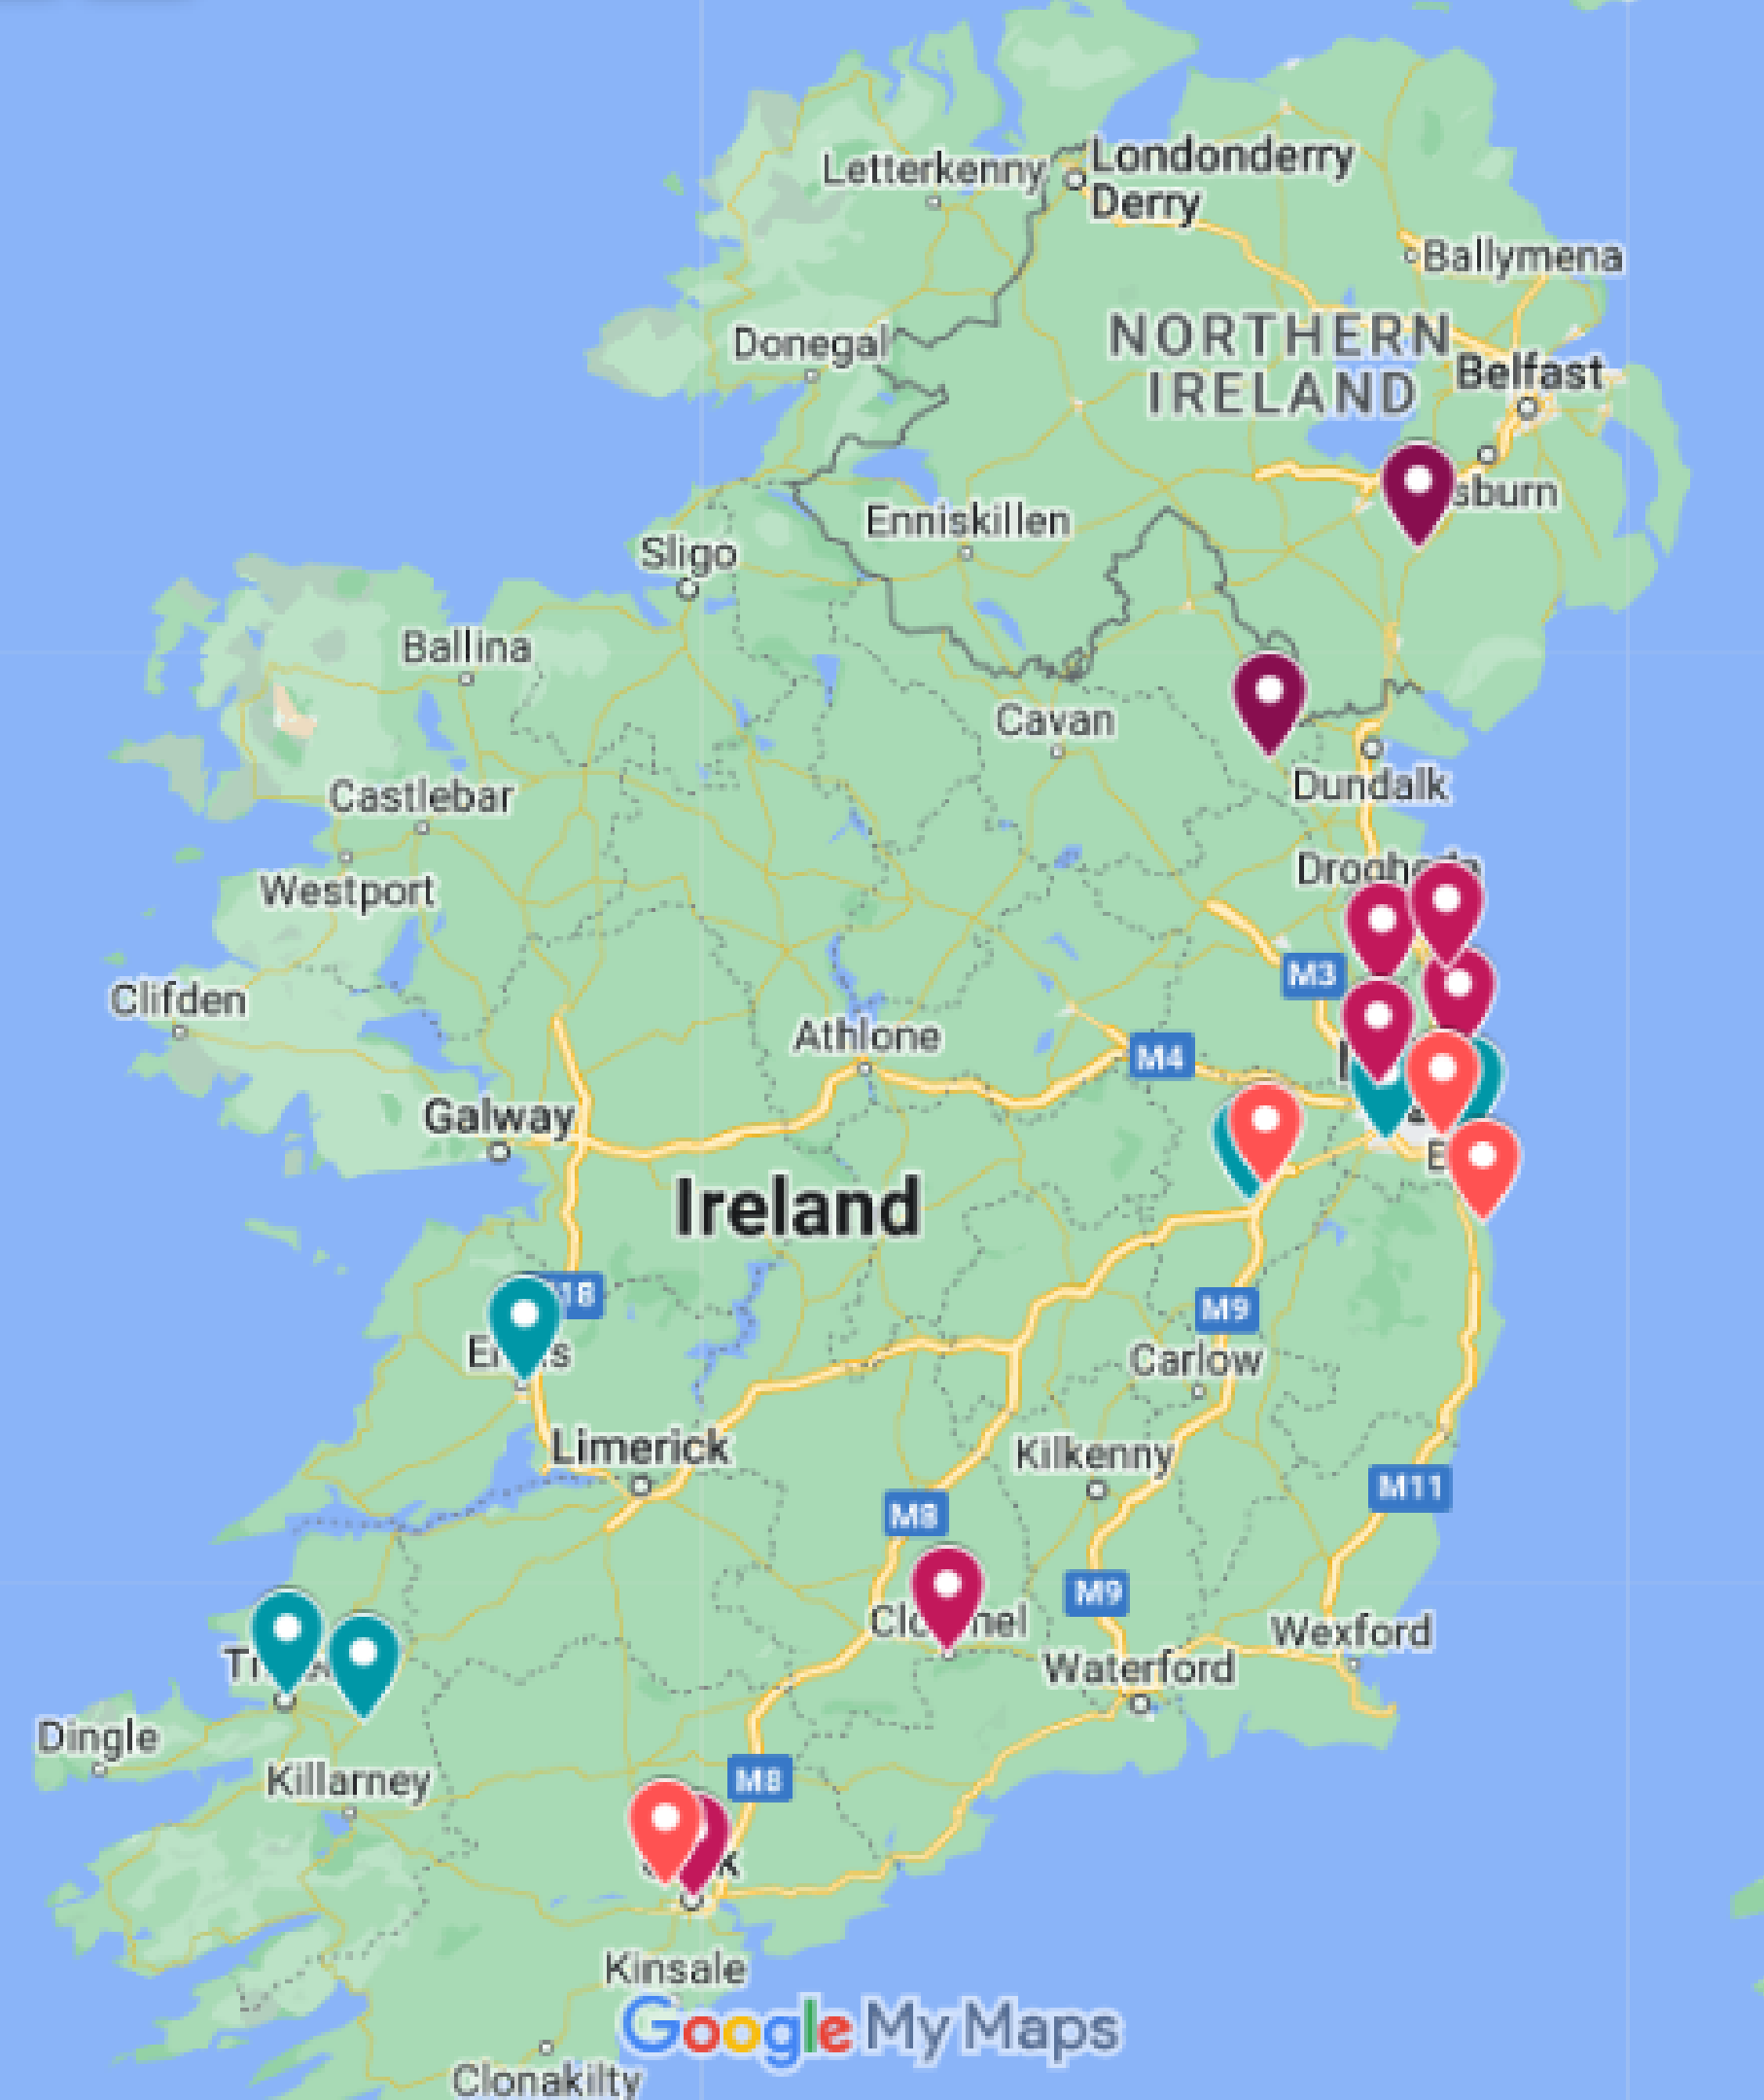 Letterkenny
Londonderry
Derry
Ballymena
NORTHERN
IRELAND
Donegal
Belfast
sburn
Enniskillen
Sligo
Ballina
Cavan
Dundalk
Castlebar
Westport
M3
Clifden
Athlone
M4
Galway
Ireland
18
M9
Carlow
Limerick
Kilkenny
M11
M8
M9
Wexford
Waterford
Dingle
Killarney
M8
Kinsale
Google My Maps
Clonakilty